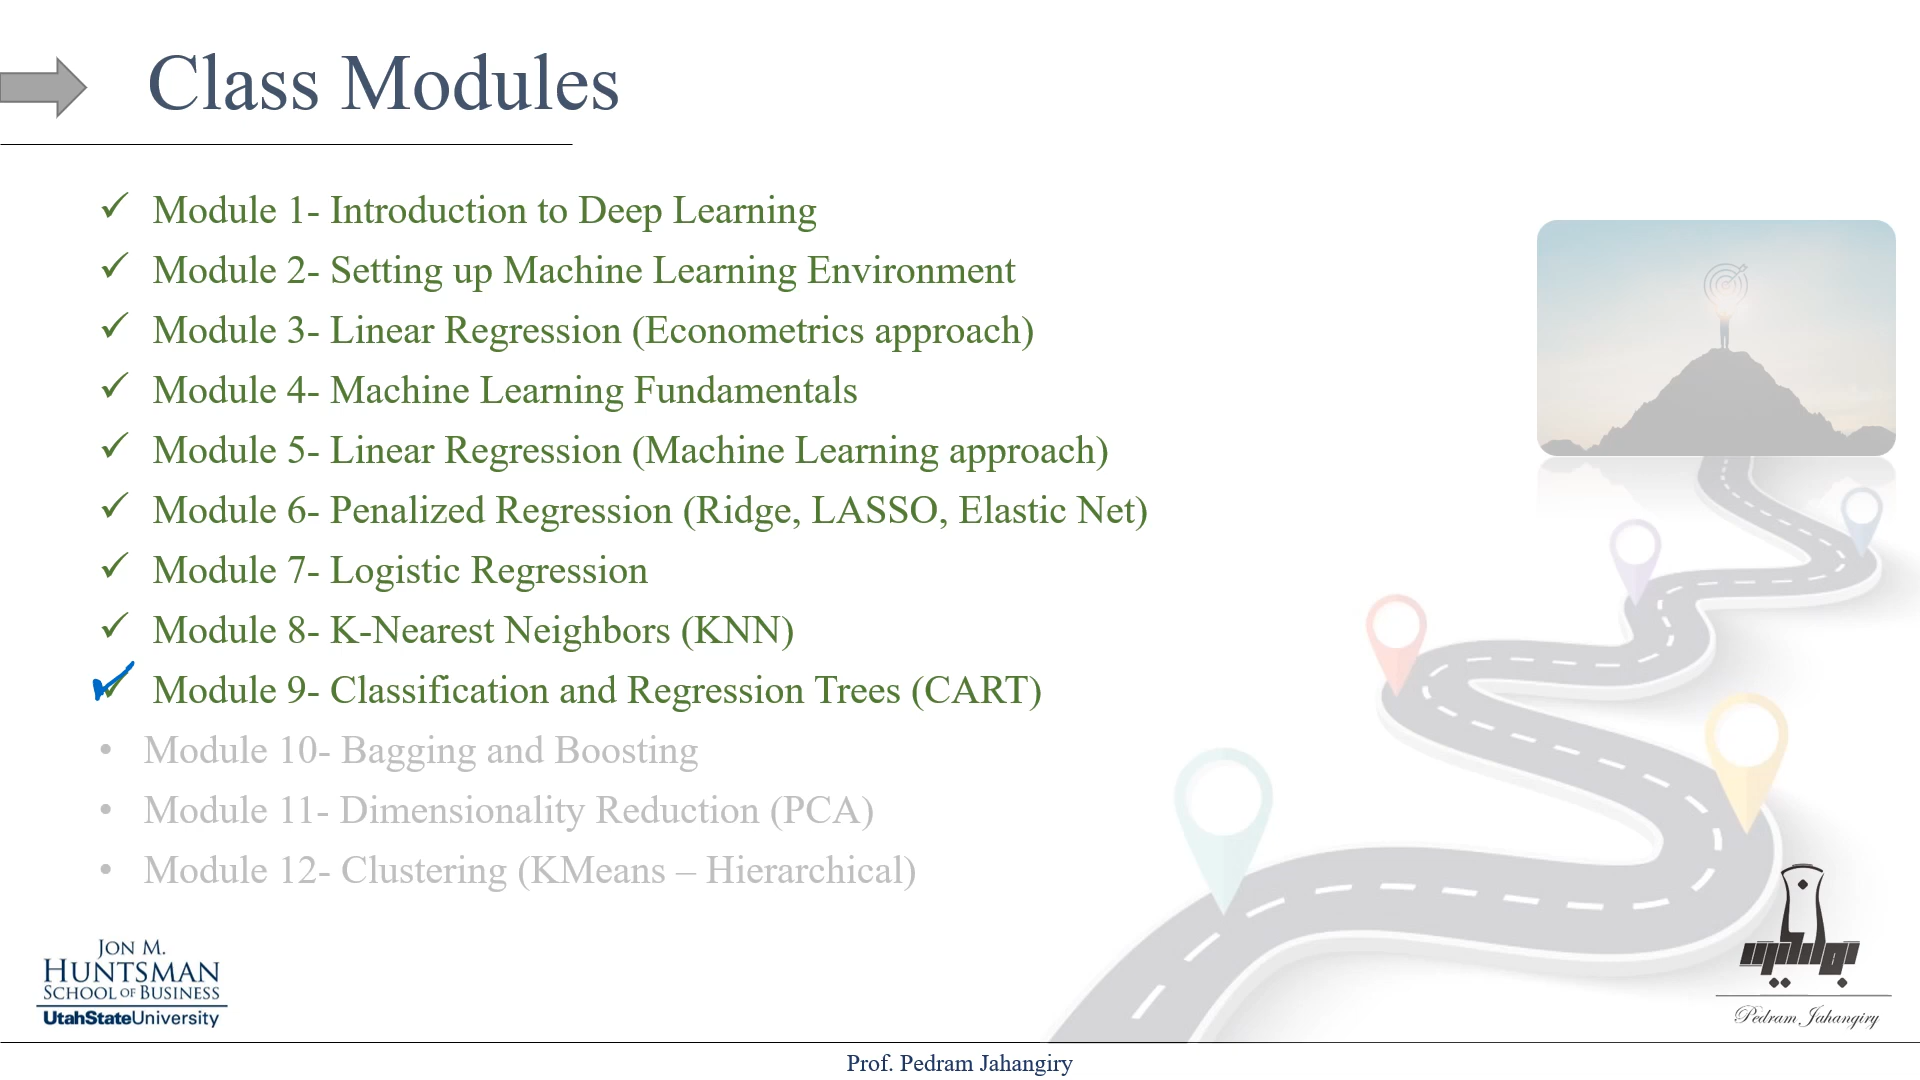 Class Modules
✓ Module 1- Introduction to Deep Learning
✓ Module 2- Setting up Machine Learning Environment
✓ Module 3- Linear Regression (Econometrics approach)
✓ Module 4- Machine Learning Fundamentals
✓ Module 5- Linear Regression (Machine Learning approach)
✓ Module 6- Penalized Regression (Ridge, LASSO, Elastic Net)
✓ Module 7- Logistic Regression
✓ Module 8- K-Nearest Neighbors (KNN)
✓ Module 9- Classification and Regression Trees (CART)
• Module 10- Bagging and Boosting
• Module 11- Dimensionality Reduction (PCA)
• Module 12- Clustering (KMeans – Hierarchical)
JON M.
HUNTSMAN
SCHOOL OF BUSINESS
UtahStateUniversity
Pedram Jahangiry
Prof. Pedram Jahangiry